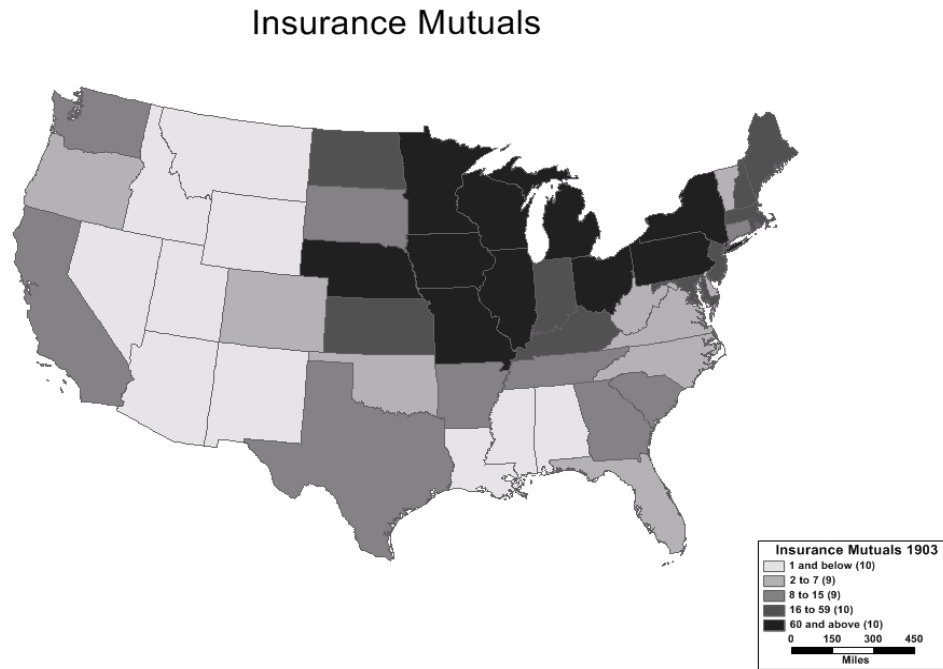 Insurance Mutuals
Insurance Mutuals 1903
1 and below (10)
2 to 7 (9)
8 to 15 (9)
16 to 59 (10)
60 and above (10)
0 150 300 450
Miles